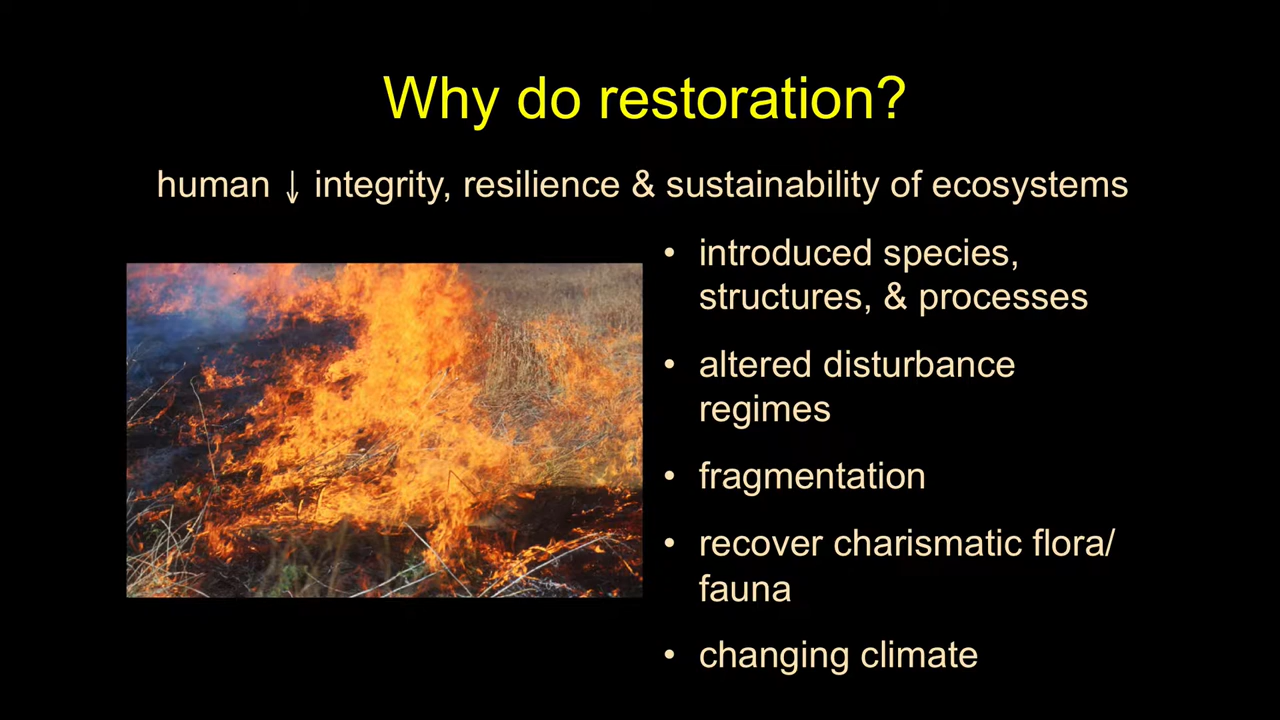 Why do restoration?
human ↓ integrity, resilience & sustainability of ecosystems
• introduced species,
structures, & processes
• altered disturbance
regimes
• fragmentation
• recover charismatic flora/
fauna
• changing climate